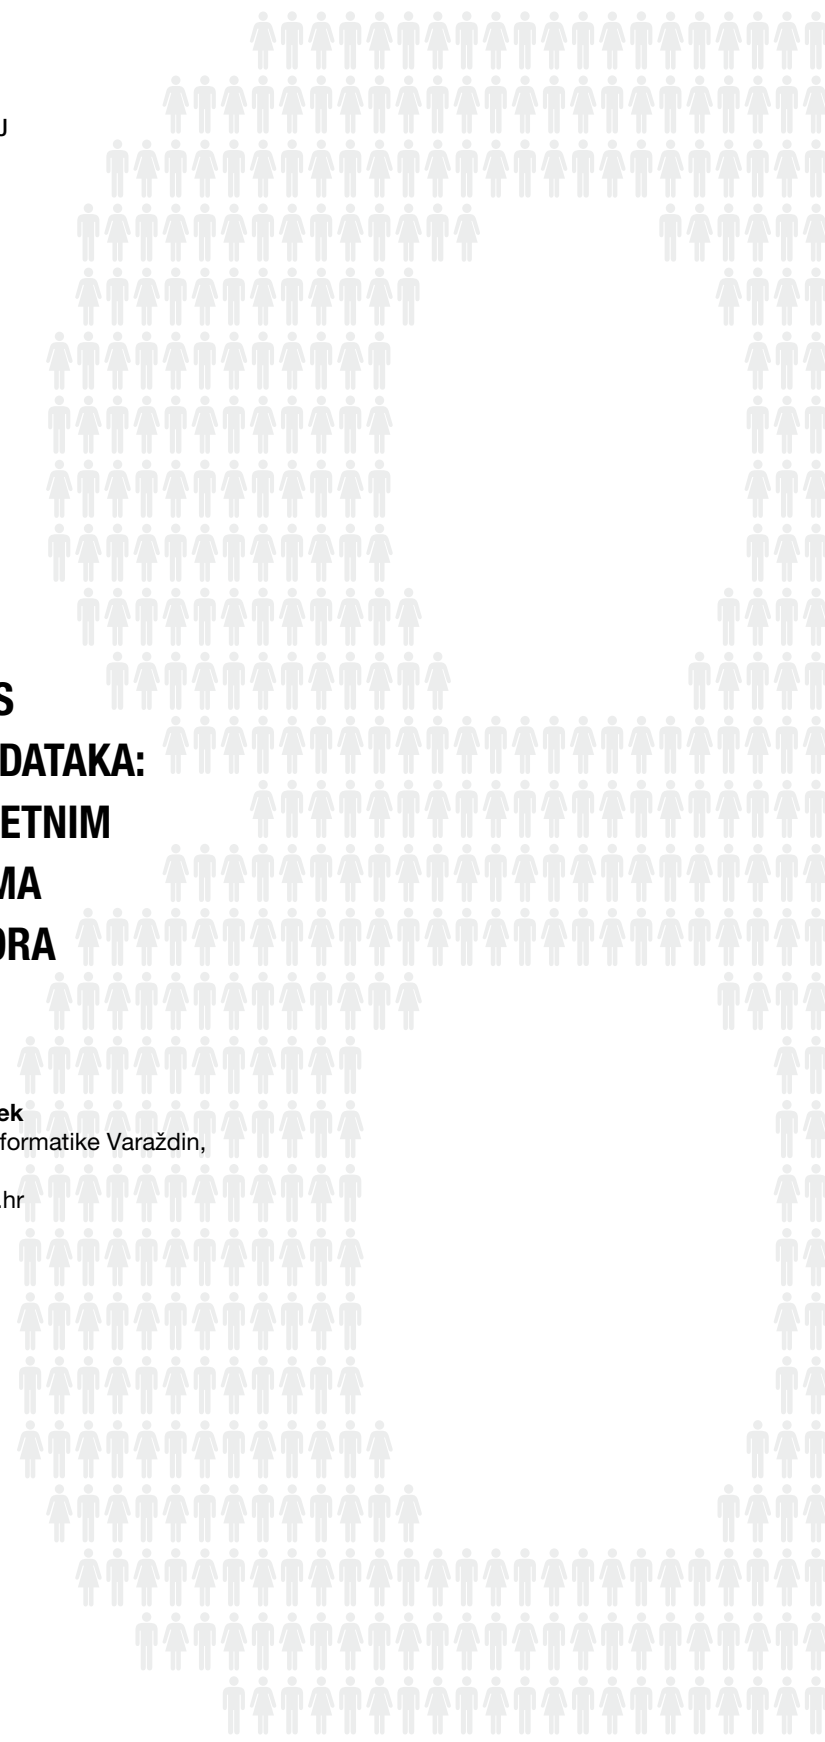 J
S
DATAKA:
ETNIM
MA
ORA
ek
formatike Varaždin,
.hr